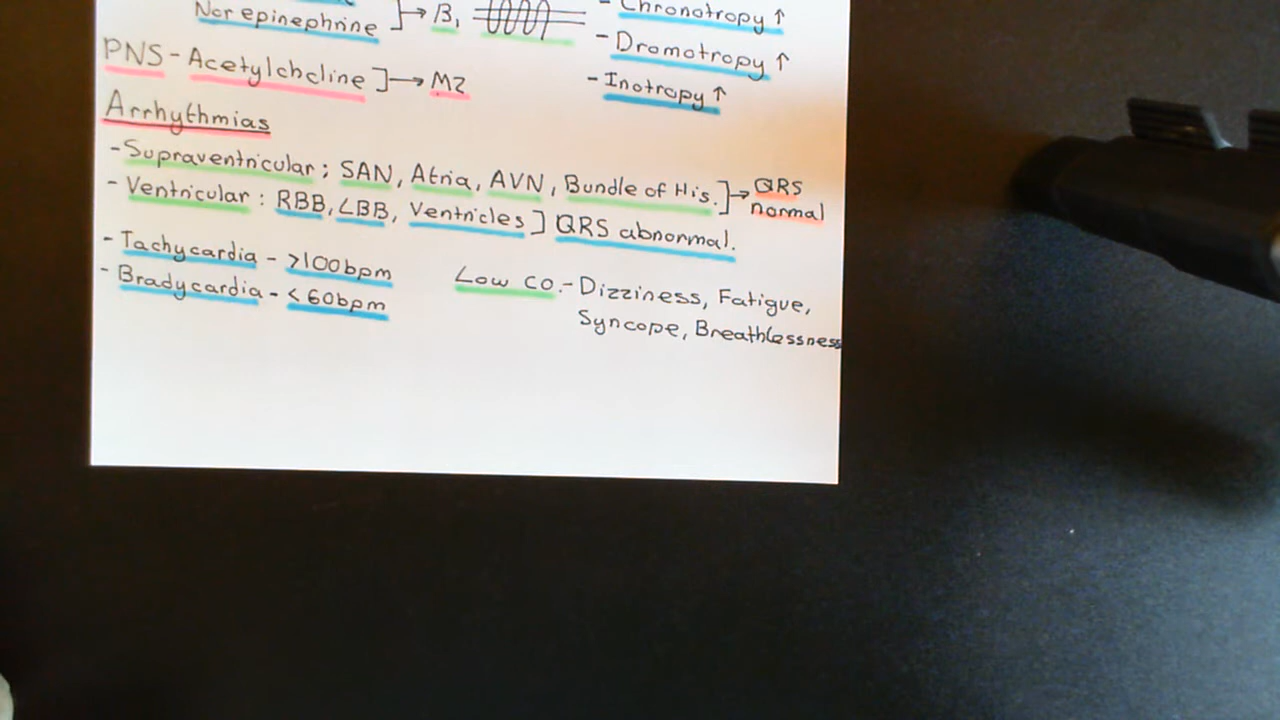 Norepinephrine ]→ β₁ - Chronotropy ↑
- Dromotropy ↑
PNS - Acetylcholine ]→ M2 - Inotropy ↑
Arrhythmias
- Supraventricular ; SAN, Atria, AVN, Bundle of His. ]→ QRS normal
- Ventricular : RBB, LBB, Ventricles ] QRS abnormal.
- Tachycardia - >100bpm
- Bradycardia - <60bpm
Low CO. - Dizziness, Fatigue,
Syncope, Breathlessness